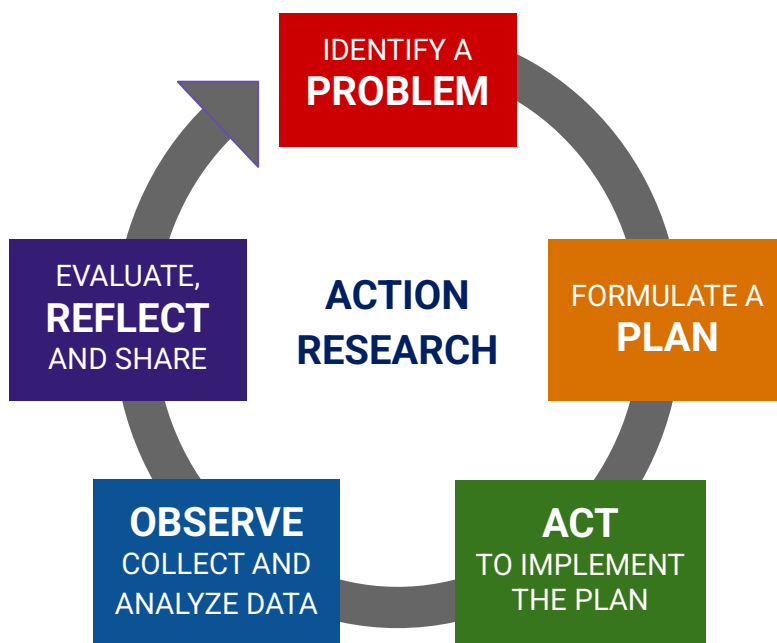 IDENTIFY A
PROBLEM
EVALUATE,
REFLECT
AND SHARE
ACTION
RESEARCH
FORMULATE A
PLAN
OBSERVE
COLLECT AND
ANALYZE DATA
ACT
TO IMPLEMENT
THE PLAN